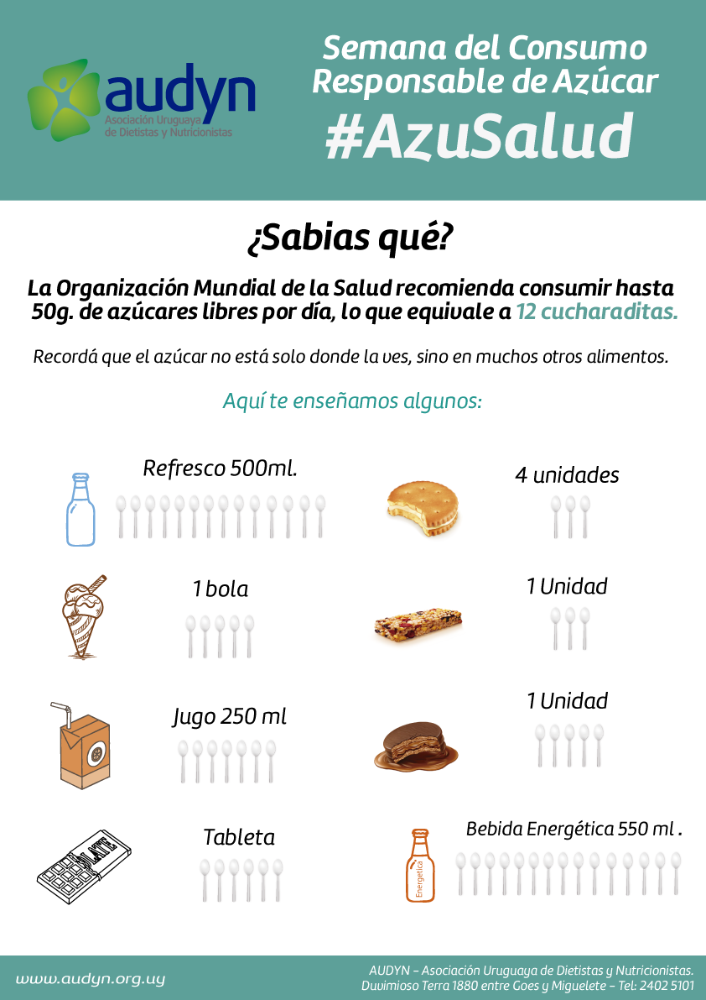 audyn
Asociación Uruguaya
de Dietistas y Nutricionistas
Semana del Consumo
Responsable de Azúcar
#AzuSalud
¿Sabias qué?
La Organización Mundial de la Salud recomienda consumir hasta
50g. de azúcares libres por día, lo que equivale a 12 cucharaditas.
Recordá que el azúcar no está solo donde la ves, sino en muchos otros alimentos.
Aquí te enseñamos algunos:
Refresco 500ml.
4 unidades
1 bola
1 Unidad
Jugo 250 ml
1 Unidad
Tableta
OLATE
Bebida Energética 550 ml .
Energetica
www.audyn.org.uy
AUDYN - Asociación Uruguaya de Dietistas y Nutricionistas.
Duvimioso Terra 1880 entre Goes y Miguelete - Tel: 2402 5101